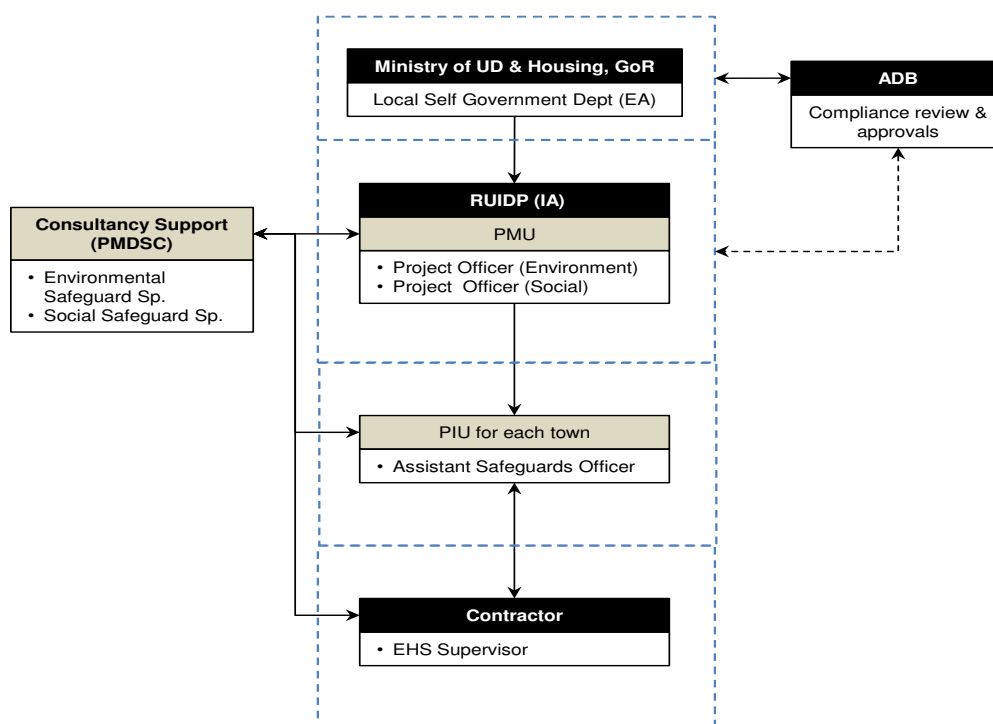 Ministry of UD & Housing, GoR
Local Self Government Dept (EA)
ADB
Compliance review &
approvals
RUIDP (IA)
PMU
• Project Officer (Environment)
• Project Officer (Social)
Consultancy Support
(PMDSC)
• Environmental
Safeguard Sp.
• Social Safeguard Sp.
PIU for each town
• Assistant Safeguards Officer
Contractor
• EHS Supervisor